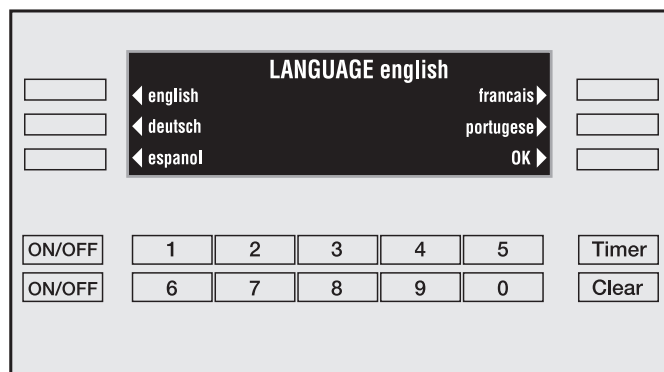 LANGUAGE english
english francais
deutsch portugese
espanol OK
ON/OFF 1 2 3 4 5 Timer
ON/OFF 6 7 8 9 0 Clear